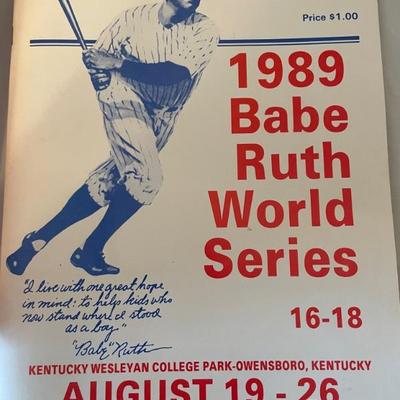 Price $1.00
1989
Babe
Ruth
World
Series
"I live with one great hope
in mind: to help kids who
now stand where I stood
as a boy"
"Babe" Ruth
16-18
KENTUCKY WESLEYAN COLLEGE PARK-OWENSBORO, KENTUCKY
AUGUST 19 - 26